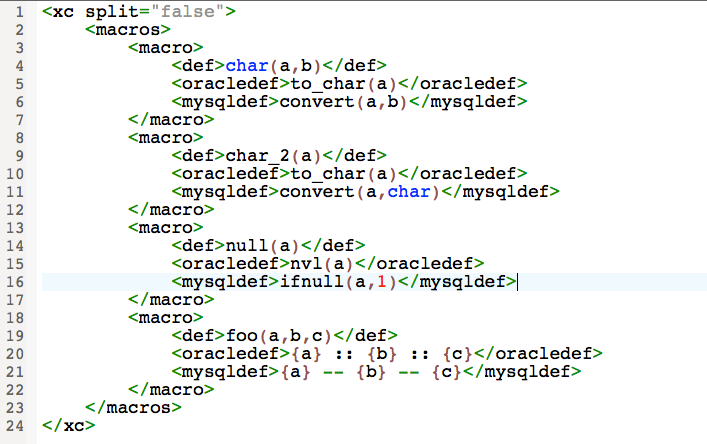 1 <xc split="false">
2     <macros>
3         <macro>
4             <def>char(a,b)</def>
5             <oracledef>to_char(a)</oracledef>
6             <mysqldef>convert(a,b)</mysqldef>
7         </macro>
8         <macro>
9             <def>char_2(a)</def>
10             <oracledef>to_char(a)</oracledef>
11             <mysqldef>convert(a,char)</mysqldef>
12         </macro>
13         <macro>
14             <def>null(a)</def>
15             <oracledef>nvl(a)</oracledef>
16             <mysqldef>ifnull(a,1)</mysqldef>
17         </macro>
18         <macro>
19             <def>foo(a,b,c)</def>
20             <oracledef>{a} :: {b} :: {c}</oracledef>
21             <mysqldef>{a} -- {b} -- {c}</mysqldef>
22         </macro>
23     </macros>
24 </xc>